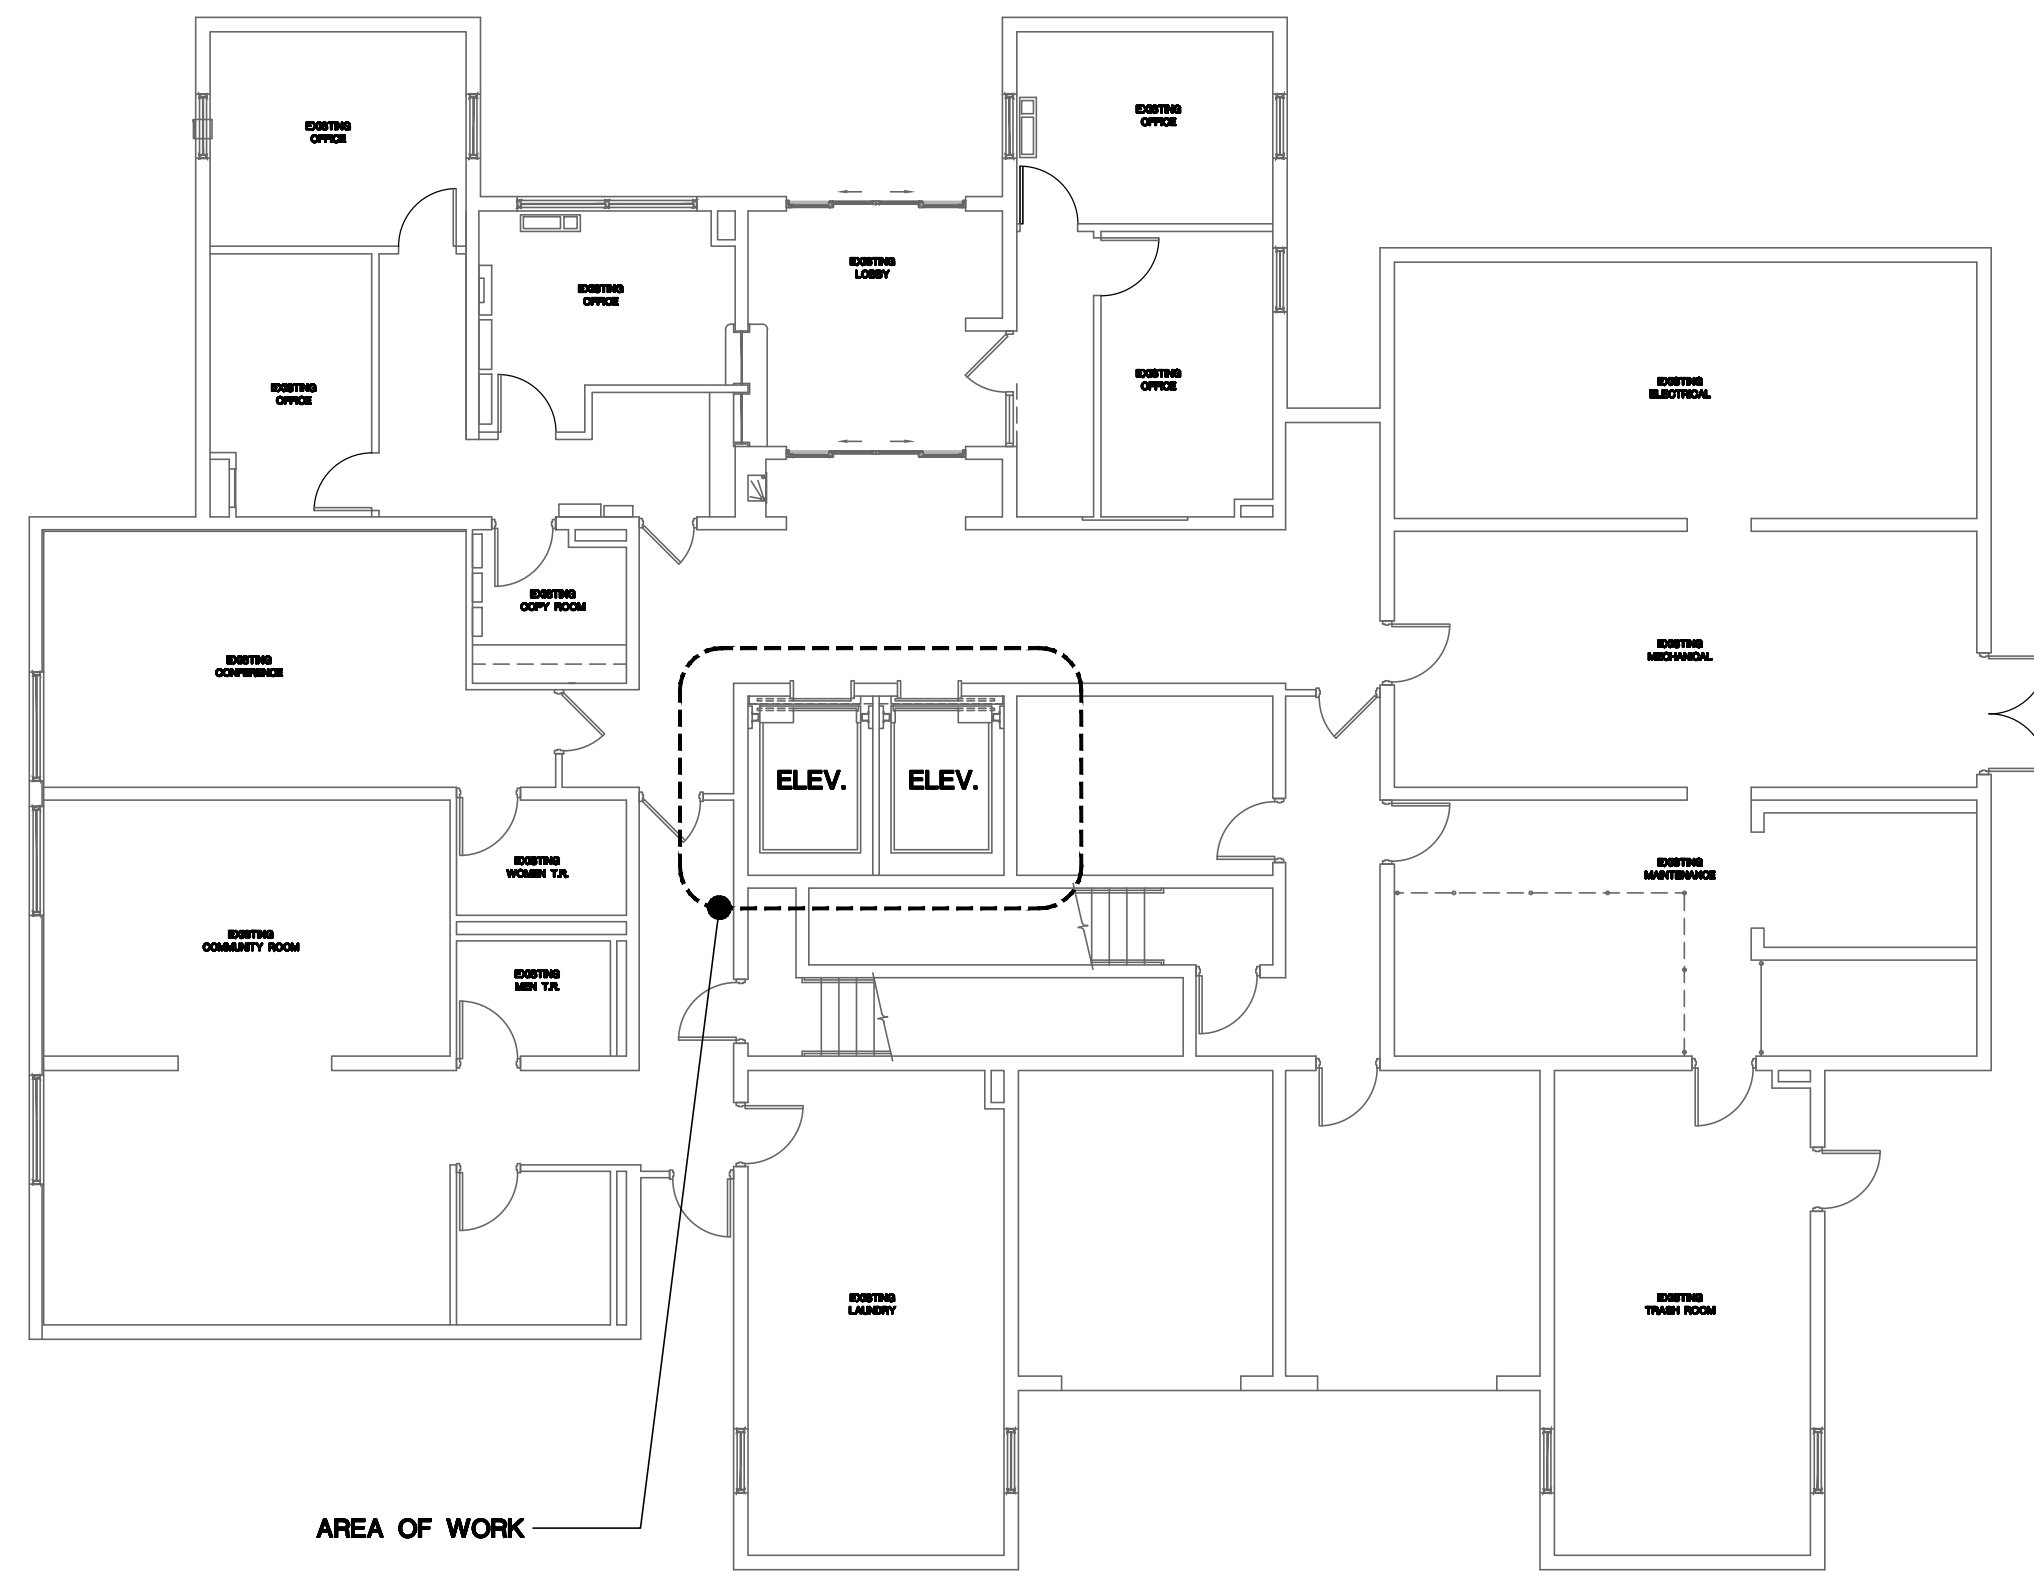 EXISTING
OFFICE
EXISTING
OFFICE
EXISTING
LOBBY
EXISTING
OFFICE
EXISTING
OFFICE
EXISTING
OFFICE
EXISTING
ELECTRICAL
EXISTING
COPY ROOM
EXISTING
CONFERENCE
EXISTING
MECHANICAL
ELEV.
ELEV.
EXISTING
WOMEN T.R.
EXISTING
MAINTENANCE
EXISTING
COMMUNITY ROOM
EXISTING
MEN T.R.
EXISTING
LAUNDRY
EXISTING
TRASH ROOM
AREA OF WORK